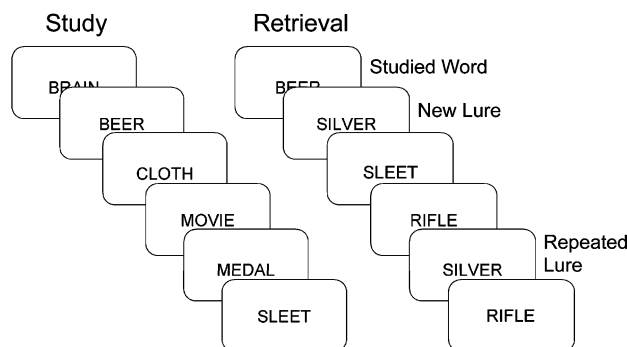 Study
BRAIN
BEER
CLOTH
MOVIE
MEDAL
SLEET
Retrieval
BEER
Studied Word
SILVER
New Lure
SLEET
RIFLE
SILVER
Repeated
Lure
RIFLE